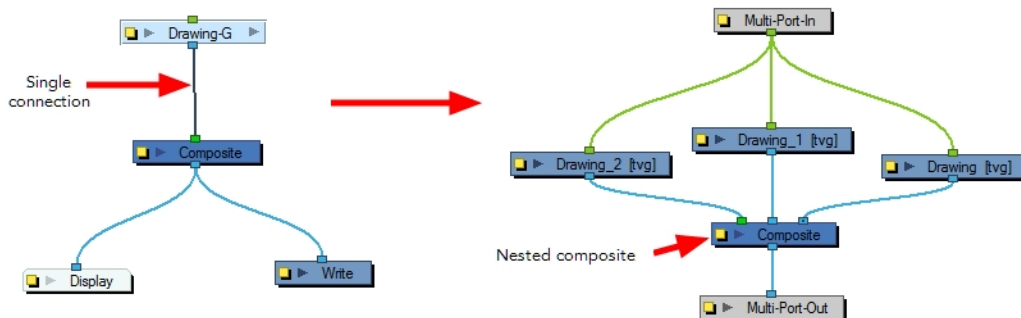 Drawing-G
Single
connection
Composite
Display
Write
Multi-Port-In
Drawing_2 [tvg]
Drawing_1 [tvg]
Drawing [tvg]
Nested composite
Composite
Multi-Port-Out